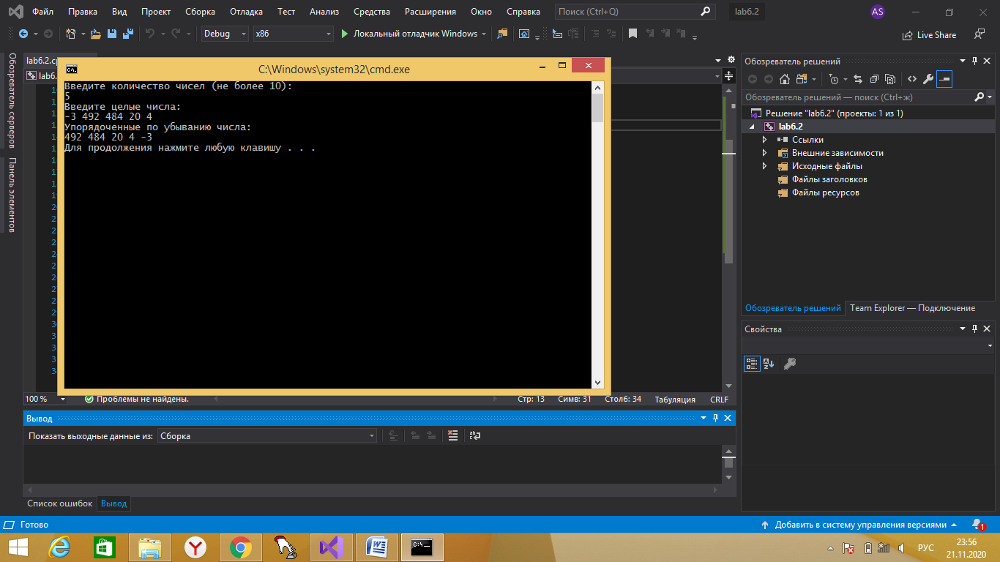 Файл Правка Вид Проект Сборка Отладка Тест Анализ Средства Расширения Окно Справка Поиск (Ctrl+Q) lab6.2 AS
Debug x86 Локальный отладчик Windows Live Share
Обозреватель серверов
Панель элементов
lab6.2.cp
lab6.
C:\Windows\system32\cmd.exe
Введите количество чисел (не более 10):
5
Введите целые числа:
-3 492 484 20 4
Упорядоченные по убыванию числа:
492 484 20 4 -3
Для продолжения нажмите любую клавишу . . .
100 % Проблемы не найдены. Стр: 13 Симв: 31 Столб: 34 Табуляция CRLF
Вывод
Показать выходные данные из: Сборка
Список ошибок Вывод
Обозреватель решений
Обозреватель решений — поиск (Ctrl+ж)
Решение "lab6.2" (проекты: 1 из 1)
lab6.2
Ссылки
Внешние зависимости
Исходные файлы
Файлы заголовков
Файлы ресурсов
Обозреватель решений Team Explorer — Подключение
Свойства
Готово Добавить в систему управления версиями 1
РУС 23:56
21.11.2020